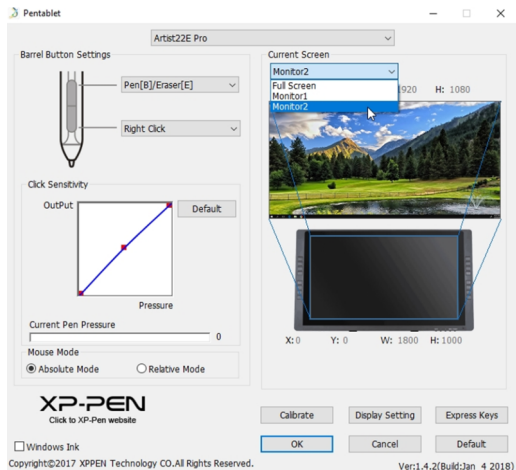 Pentablet
Artist22E Pro
Barrel Button Settings
Pen[B]/Eraser[E]
Right Click
Click Sensitivity
OutPut
Default
Pressure
Current Pen Pressure
0
Mouse Mode
Absolute Mode
Relative Mode
XP-PEN
Click to XP-Pen website
Windows Ink
Copyright©2017 XPPEN Technology CO.All Rights Reserved.
Current Screen
Monitor2
Full Screen
Monitor1
Monitor2
1920 H: 1080
X: 0 Y: 0 W: 1800 H: 1000
Calibrate Display Setting Express Keys
OK Cancel Default
Ver:1.4.2(Build:Jan 4 2018)